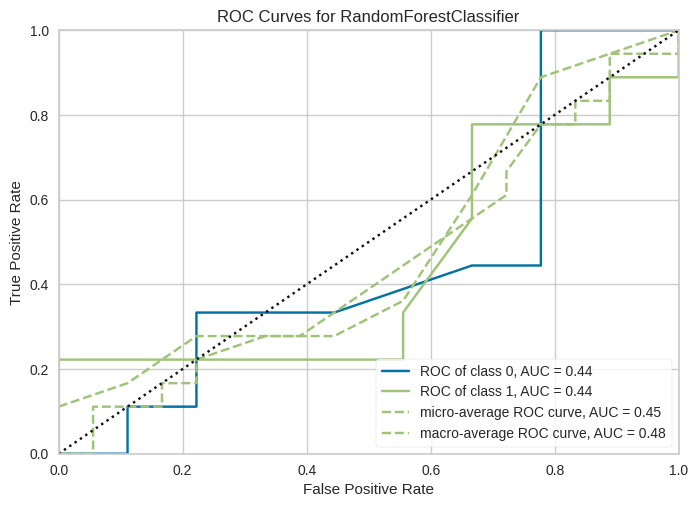 ROC Curves for RandomForestClassifier
1.0
0.8
0.6
0.4
0.2
0.0
True Positive Rate
ROC of class 0, AUC = 0.44
ROC of class 1, AUC = 0.44
micro-average ROC curve, AUC = 0.45
macro-average ROC curve, AUC = 0.48
0.0 0.2 0.4 0.6 0.8 1.0
False Positive Rate